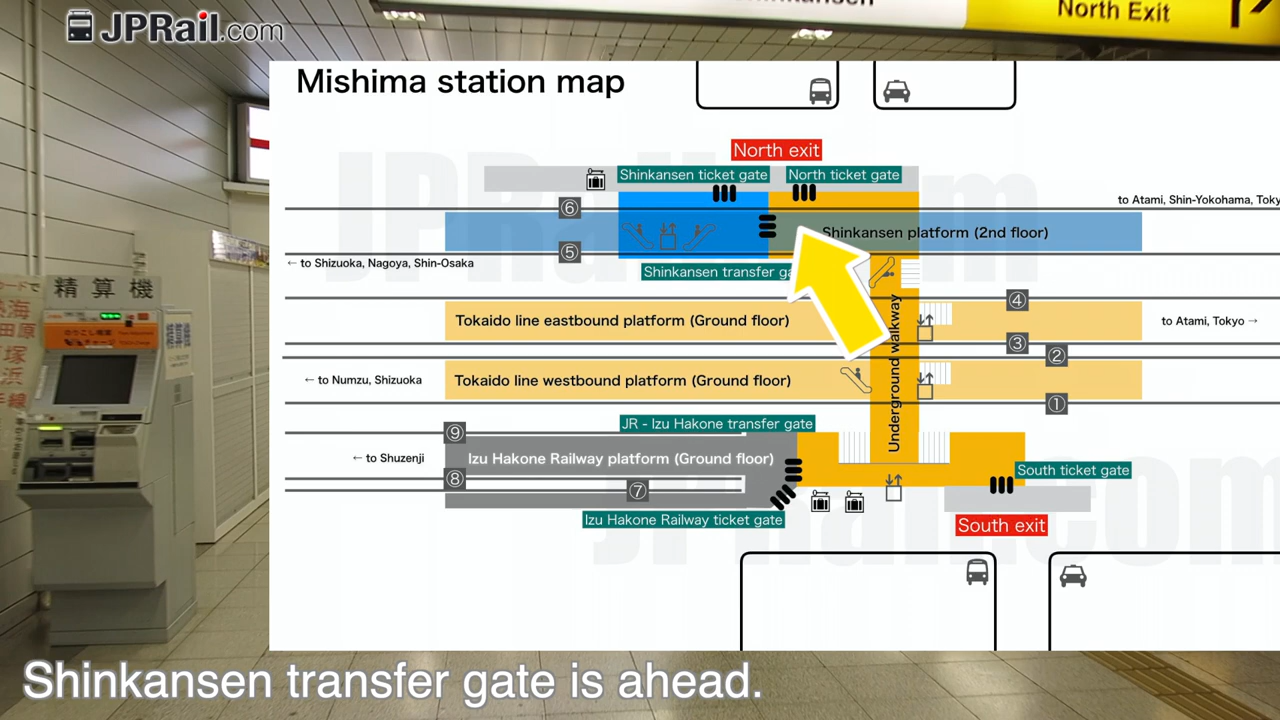 JPRail.com
North Exit
Mishima station map
North exit
Shinkansen ticket gate
North ticket gate
to Atami, Shin-Yokohama, Toky
⑥
Shinkansen platform (2nd floor)
⑤
← to Shizuoka, Nagoya, Shin-Osaka
Shinkansen transfer ga
精算機
④
Tokaido line eastbound platform (Ground floor)
to Atami, Tokyo →
③
②
← to Numzu, Shizuoka
Tokaido line westbound platform (Ground floor)
①
Underground walkway
JR - Izu Hakone transfer gate
⑨
← to Shuzenji
Izu Hakone Railway platform (Ground floor)
⑧
⑦
South ticket gate
Izu Hakone Railway ticket gate
South exit
Shinkansen transfer gate is ahead.